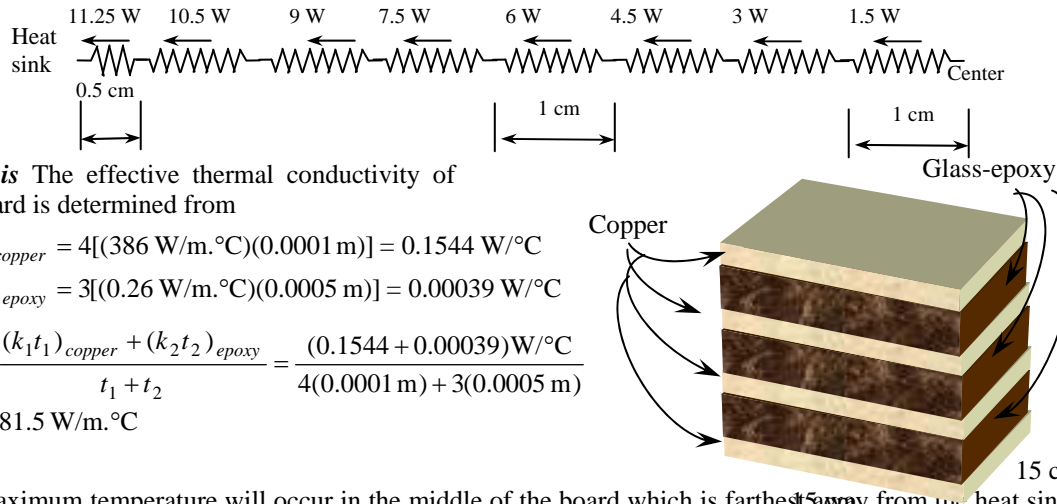 11.25 W 10.5 W 9 W 7.5 W 6 W 4.5 W 3 W 1.5 W
Heat
sink
Center
0.5 cm
1 cm
1 cm
is The effective thermal conductivity of
ard is determined from
copper = 4[(386 W/m.°C)(0.0001 m)] = 0.1544 W/°C
epoxy = 3[(0.26 W/m.°C)(0.0005 m)] = 0.00039 W/°C
(k₁t₁)copper + (k₂t₂)epoxy / t₁ + t₂ = (0.1544 + 0.00039)W/°C / 4(0.0001 m) + 3(0.0005 m)
81.5 W/m.°C
Glass-epoxy
Copper
15 c
aximum temperature will occur in the middle of the board which is farthest away from the heat sin